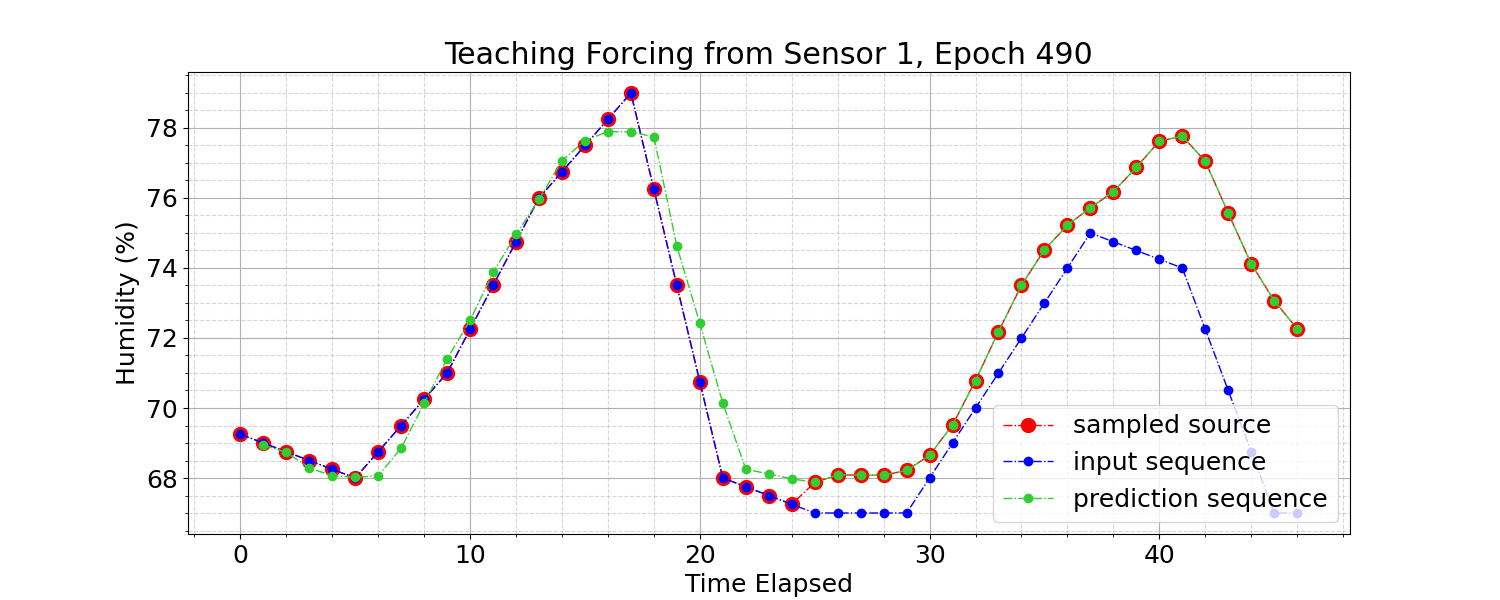 Teaching Forcing from Sensor 1, Epoch 490
Humidity (%)
78
76
74
72
70
68
sampled source
input sequence
prediction sequence
0 10 20 30 40
Time Elapsed